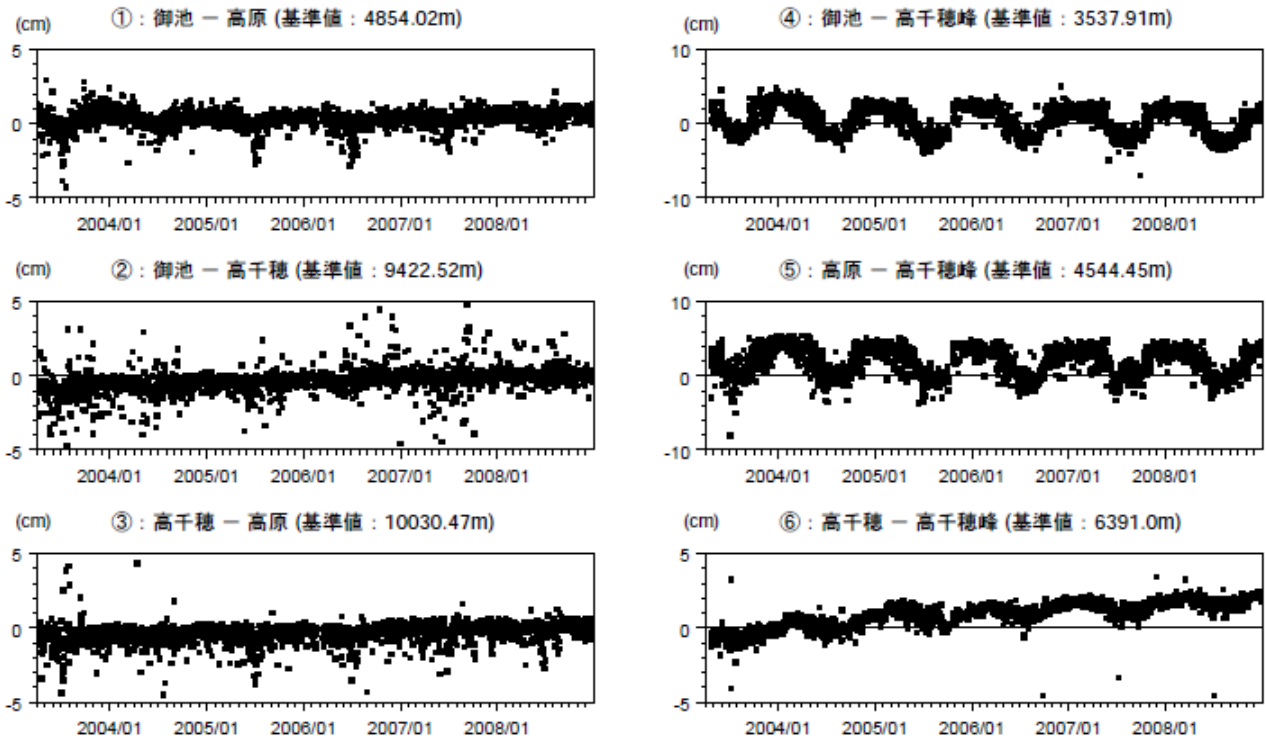 (cm) ①：御池 － 高原 (基準値：4854.02m)
5
0
-5
2004/01 2005/01 2006/01 2007/01 2008/01
(cm) ②：御池 － 高千穂 (基準値：9422.52m)
5
0
-5
2004/01 2005/01 2006/01 2007/01 2008/01
(cm) ③：高千穂 － 高原 (基準値：10030.47m)
5
0
-5
2004/01 2005/01 2006/01 2007/01 2008/01
(cm) ④：御池 － 高千穂峰 (基準値：3537.91m)
10
0
-10
2004/01 2005/01 2006/01 2007/01 2008/01
(cm) ⑤：高原 － 高千穂峰 (基準値：4544.45m)
10
0
-10
2004/01 2005/01 2006/01 2007/01 2008/01
(cm) ⑥：高千穂 － 高千穂峰 (基準値：6391.0m)
5
0
-5
2004/01 2005/01 2006/01 2007/01 2008/01